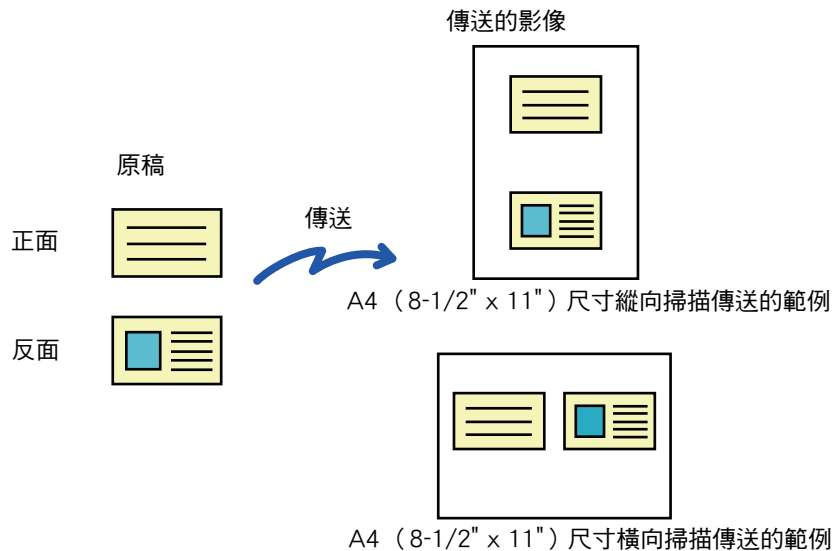 傳送的影像
原稿
正面
傳送
A4 （8-1/2" x 11"）尺寸縱向掃描傳送的範例
反面
A4 （8-1/2" x 11"）尺寸橫向掃描傳送的範例